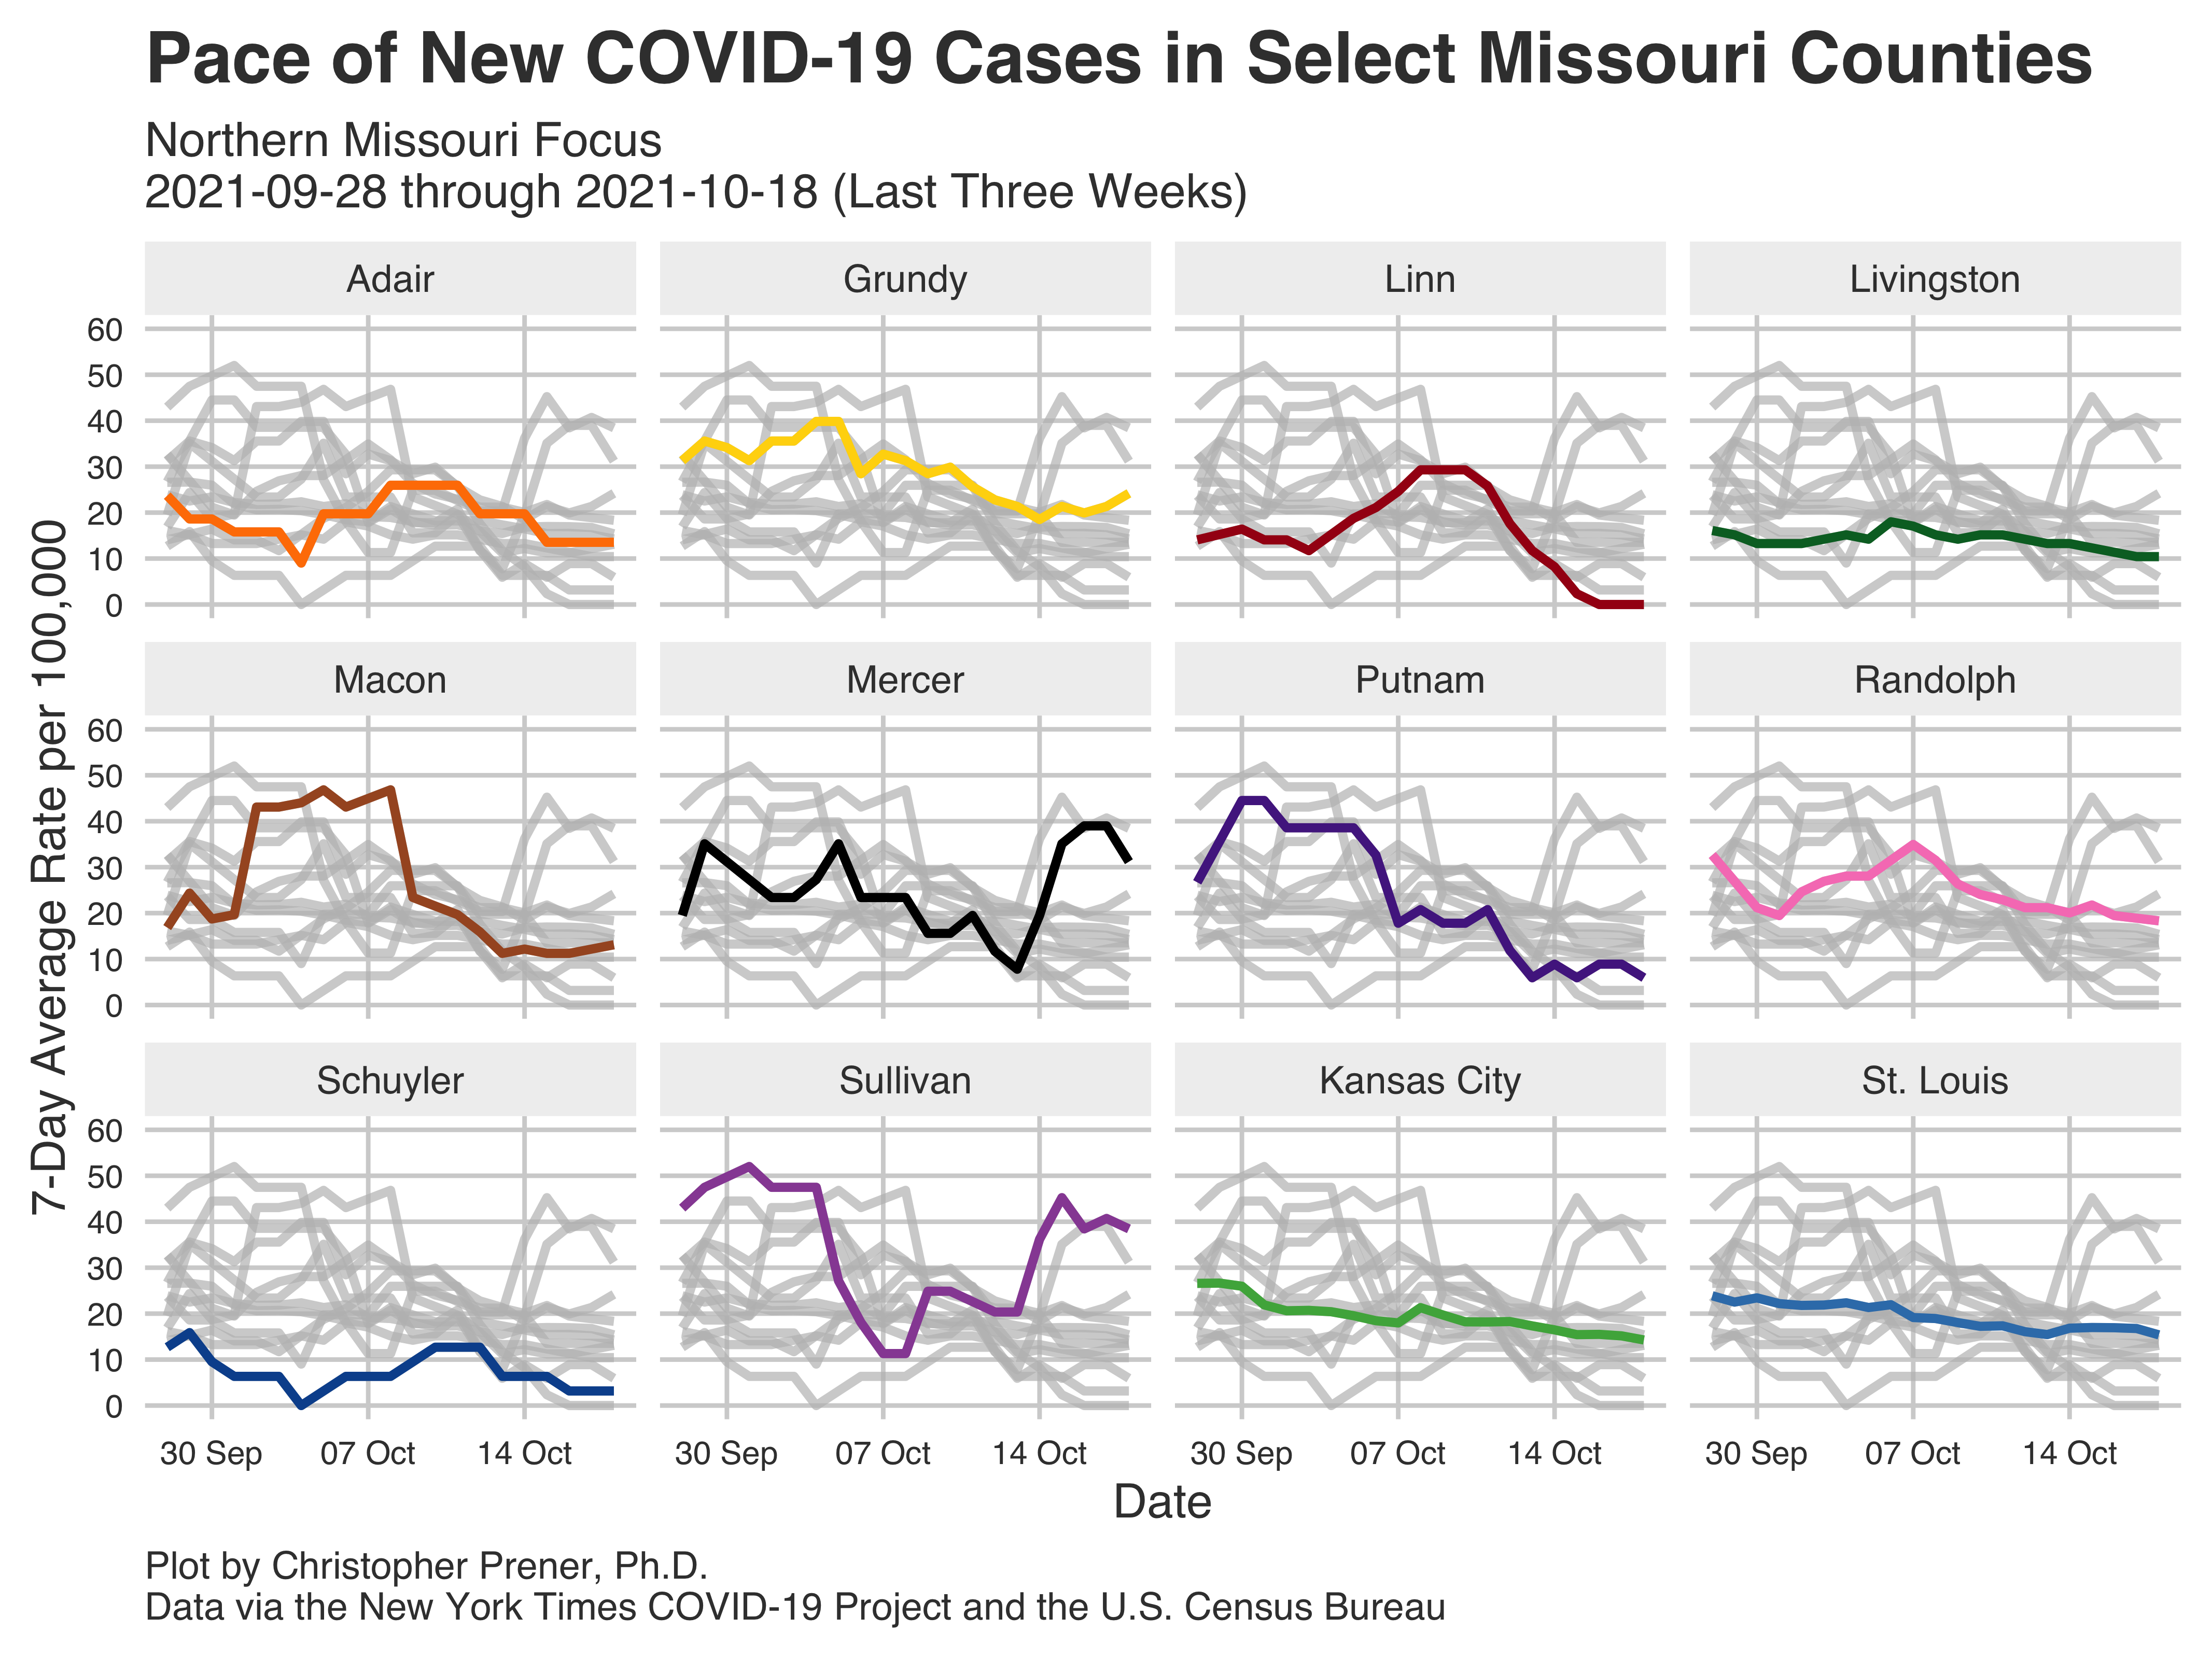 Pace of New COVID-19 Cases in Select Missouri Counties
Northern Missouri Focus
2021-09-28 through 2021-10-18 (Last Three Weeks)
Adair
Grundy
Linn
Livingston
60
50
40
30
20
10
0
Macon
Mercer
Putnam
Randolph
60
50
40
30
20
10
0
Schuyler
Sullivan
Kansas City
St. Louis
60
50
40
30
20
10
0
7-Day Average Rate per 100,000
30 Sep 07 Oct 14 Oct
30 Sep 07 Oct 14 Oct
30 Sep 07 Oct 14 Oct
30 Sep 07 Oct 14 Oct
Date
Plot by Christopher Prener, Ph.D.
Data via the New York Times COVID-19 Project and the U.S. Census Bureau